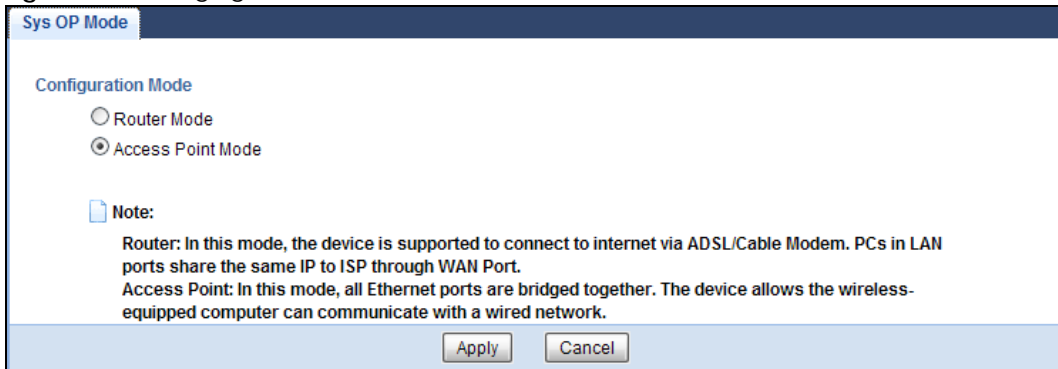 Sys OP Mode
Configuration Mode
Router Mode
Access Point Mode
Note:
Router: In this mode, the device is supported to connect to internet via ADSL/Cable Modem. PCs in LAN
ports share the same IP to ISP through WAN Port.
Access Point: In this mode, all Ethernet ports are bridged together. The device allows the wireless-
equipped computer can communicate with a wired network.
Apply Cancel